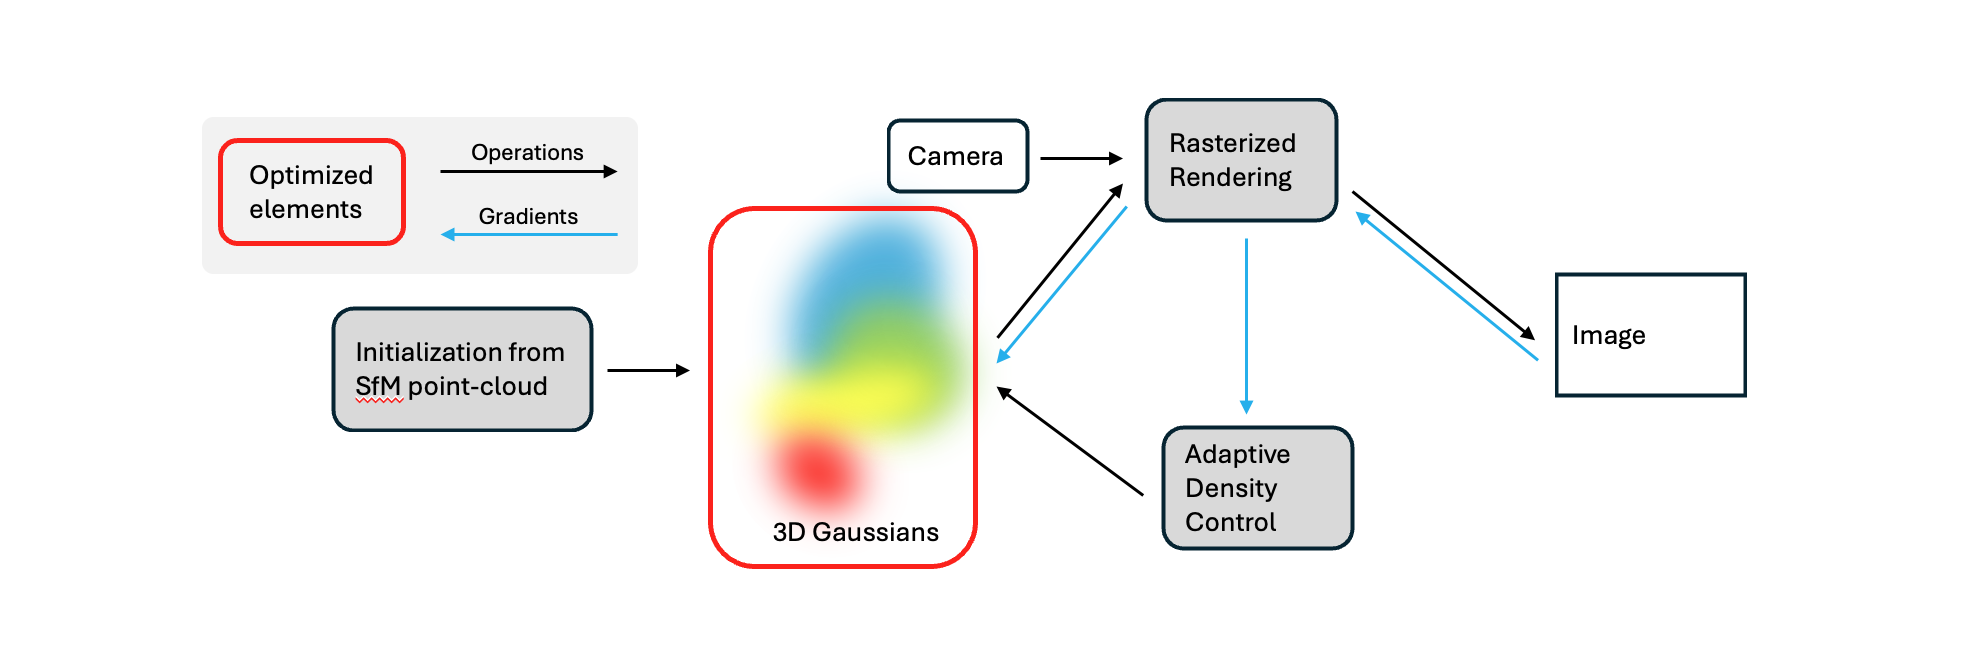 Optimized
elements
Operations
Gradients
Initialization from
SfM point-cloud
3D Gaussians
Camera
Rasterized
Rendering
Adaptive
Density
Control
Image